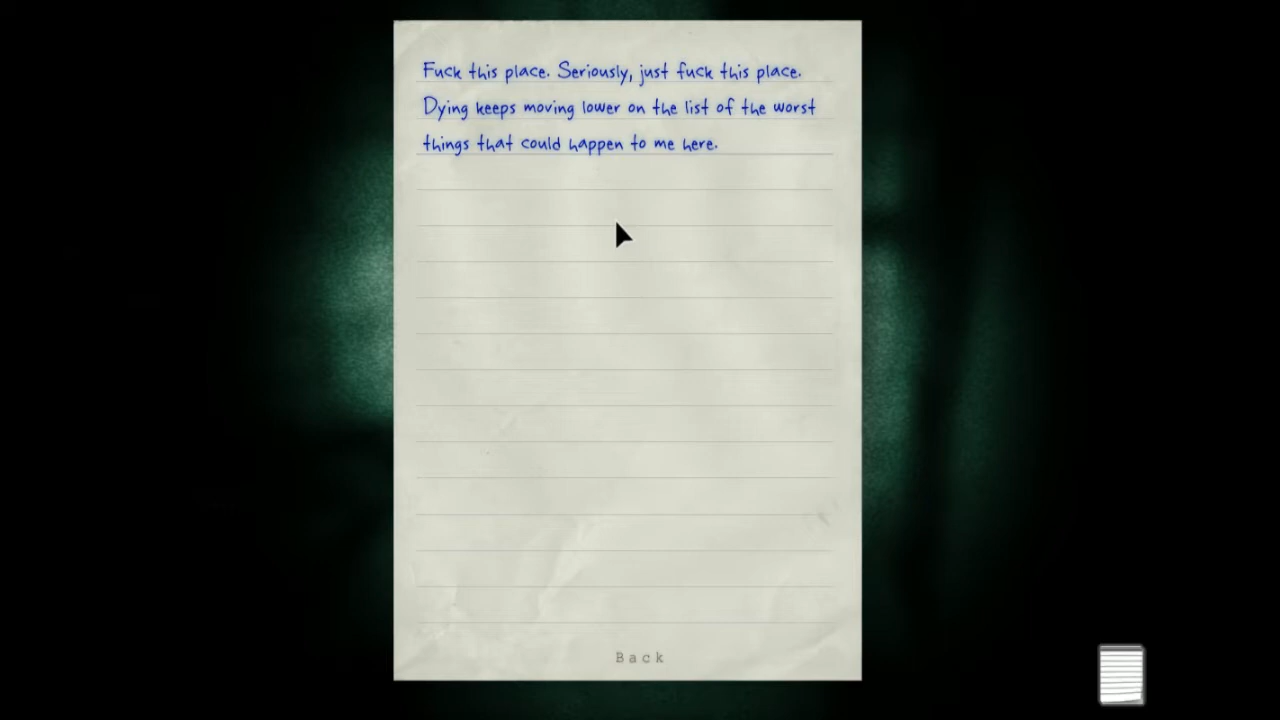 Fuck this place. Seriously, just fuck this place.
Dying keeps moving lower on the list of the worst
things that could happen to me here.
Back